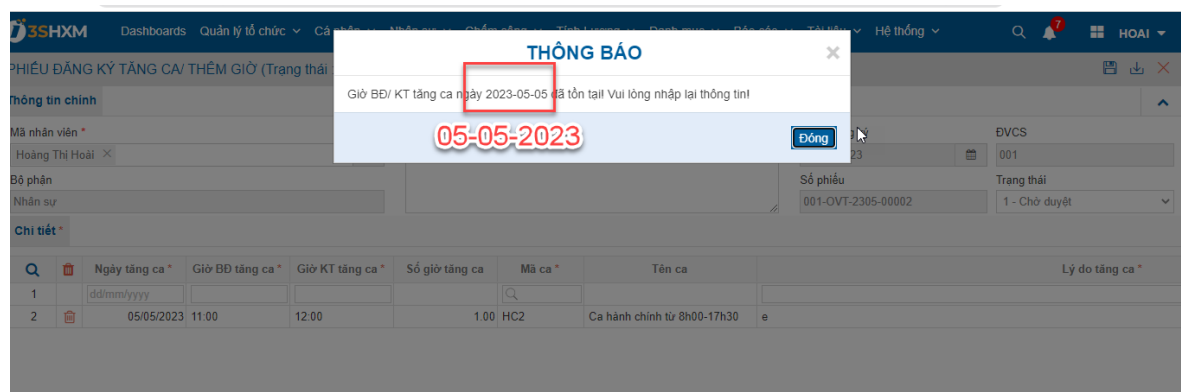 3SHXM Dashboards Quản lý tổ chức Hệ thống 7 HOAI
THÔNG BÁO
PHIẾU ĐĂNG KÝ TĂNG CA/ THÊM GIỜ (Trạng thái
Giờ BĐ/ KT tăng ca ngày 2023-05-05 đã tồn tại! Vui lòng nhập lại thông tin!
Thông tin chính
05-05-2023
Đóng
Mã nhân viên * ĐVCS
Hoàng Thị Hoài 23 001
Bộ phận Số phiếu Trạng thái
Nhân sự 001-OVT-2305-00002 1 - Chờ duyệt
Chi tiết *
Ngày tăng ca * Giờ BĐ tăng ca * Giờ KT tăng ca * Số giờ tăng ca Mã ca * Tên ca Lý do tăng ca *
1 dd/mm/yyyy
2 05/05/2023 11:00 12:00 1.00 HC2 Ca hành chính từ 8h00-17h30 e